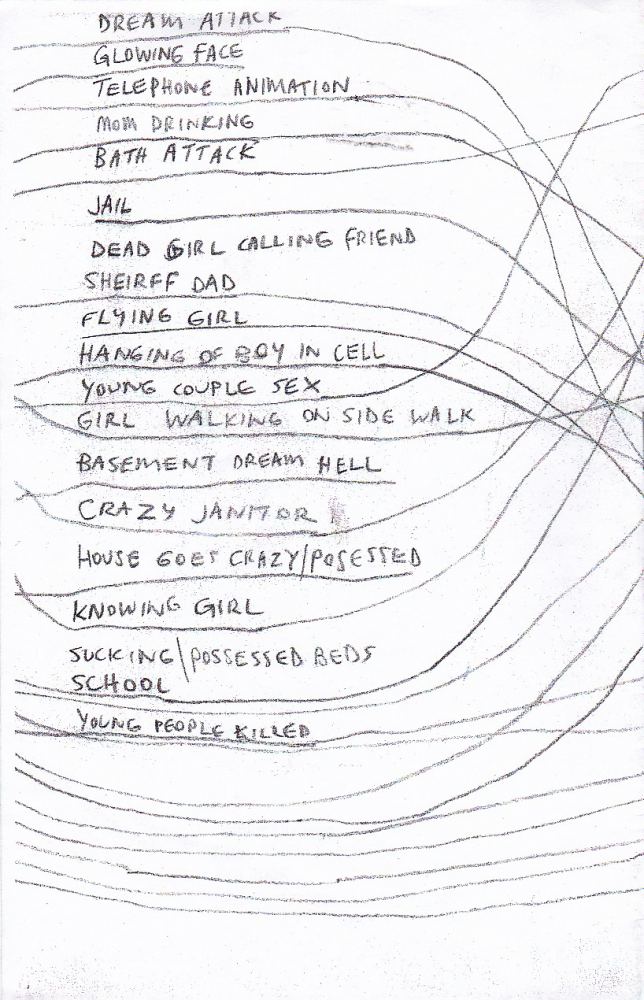 DREAM ATTACK
GLOWING FACE
TELEPHONE ANIMATION
MOM DRINKING
BATH ATTACK
JAIL
DEAD GIRL CALLING FRIEND
SHEIRFF DAD
FLYING GIRL
HANGING OF BOY IN CELL
YOUNG COUPLE SEX
GIRL WALKING ON SIDE WALK
BASEMENT DREAM HELL
CRAZY JANITOR
HOUSE GOES CRAZY/POSESSED
KNOWING GIRL
SUCKING\POSSESSED BEDS
SCHOOL
YOUNG PEOPLE KILLED